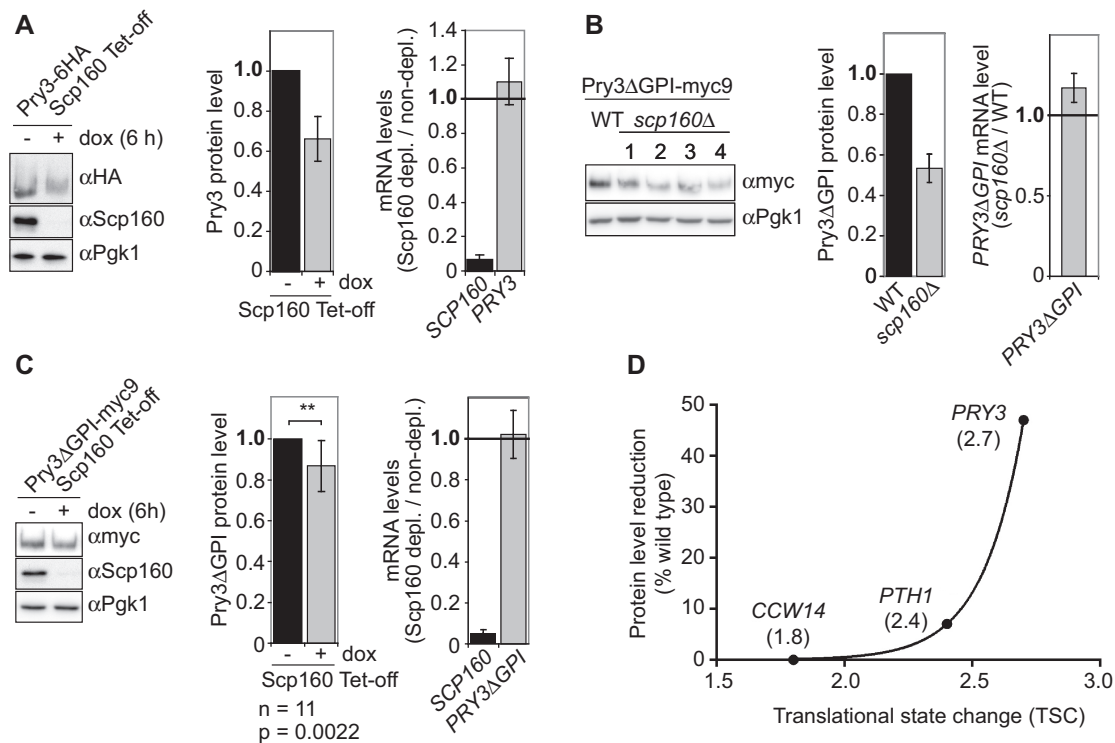 A
Pry3-6HA
Scp160 Tet-off
- + dox (6 h)
αHA
αScp160
αPgk1
Pry3 protein level
1.0
0.8
0.6
0.4
0.2
0
- + dox
Scp160 Tet-off
mRNA levels
(Scp160 depl. / non-depl.)
1.4
1.2
1.0
0.8
0.6
0.4
0.2
0
SCP160
PRY3
B
Pry3ΔGPI-myc9
WT scp160Δ
1 2 3 4
αmyc
αPgk1
Pry3ΔGPI protein level
1.0
0.8
0.6
0.4
0.2
0
WT
scp160Δ
PRY3ΔGPI mRNA level
(scp160Δ / WT)
1.0
0.5
0
PRY3ΔGPI
C
Pry3ΔGPI-myc9
Scp160 Tet-off
- + dox (6h)
αmyc
αScp160
αPgk1
Pry3ΔGPI protein level
1.0
0.8
0.6
0.4
0.2
0
**
- + dox
Scp160 Tet-off
n = 11
p = 0.0022
mRNA levels
(Scp160 depl. / non-depl.)
1.0
0.8
0.6
0.4
0.2
0
SCP160
PRY3ΔGPI
D
Protein level reduction
(% wild type)
50
40
30
20
10
0
PRY3
(2.7)
PTH1
(2.4)
CCW14
(1.8)
1.5 2.0 2.5 3.0
Translational state change (TSC)